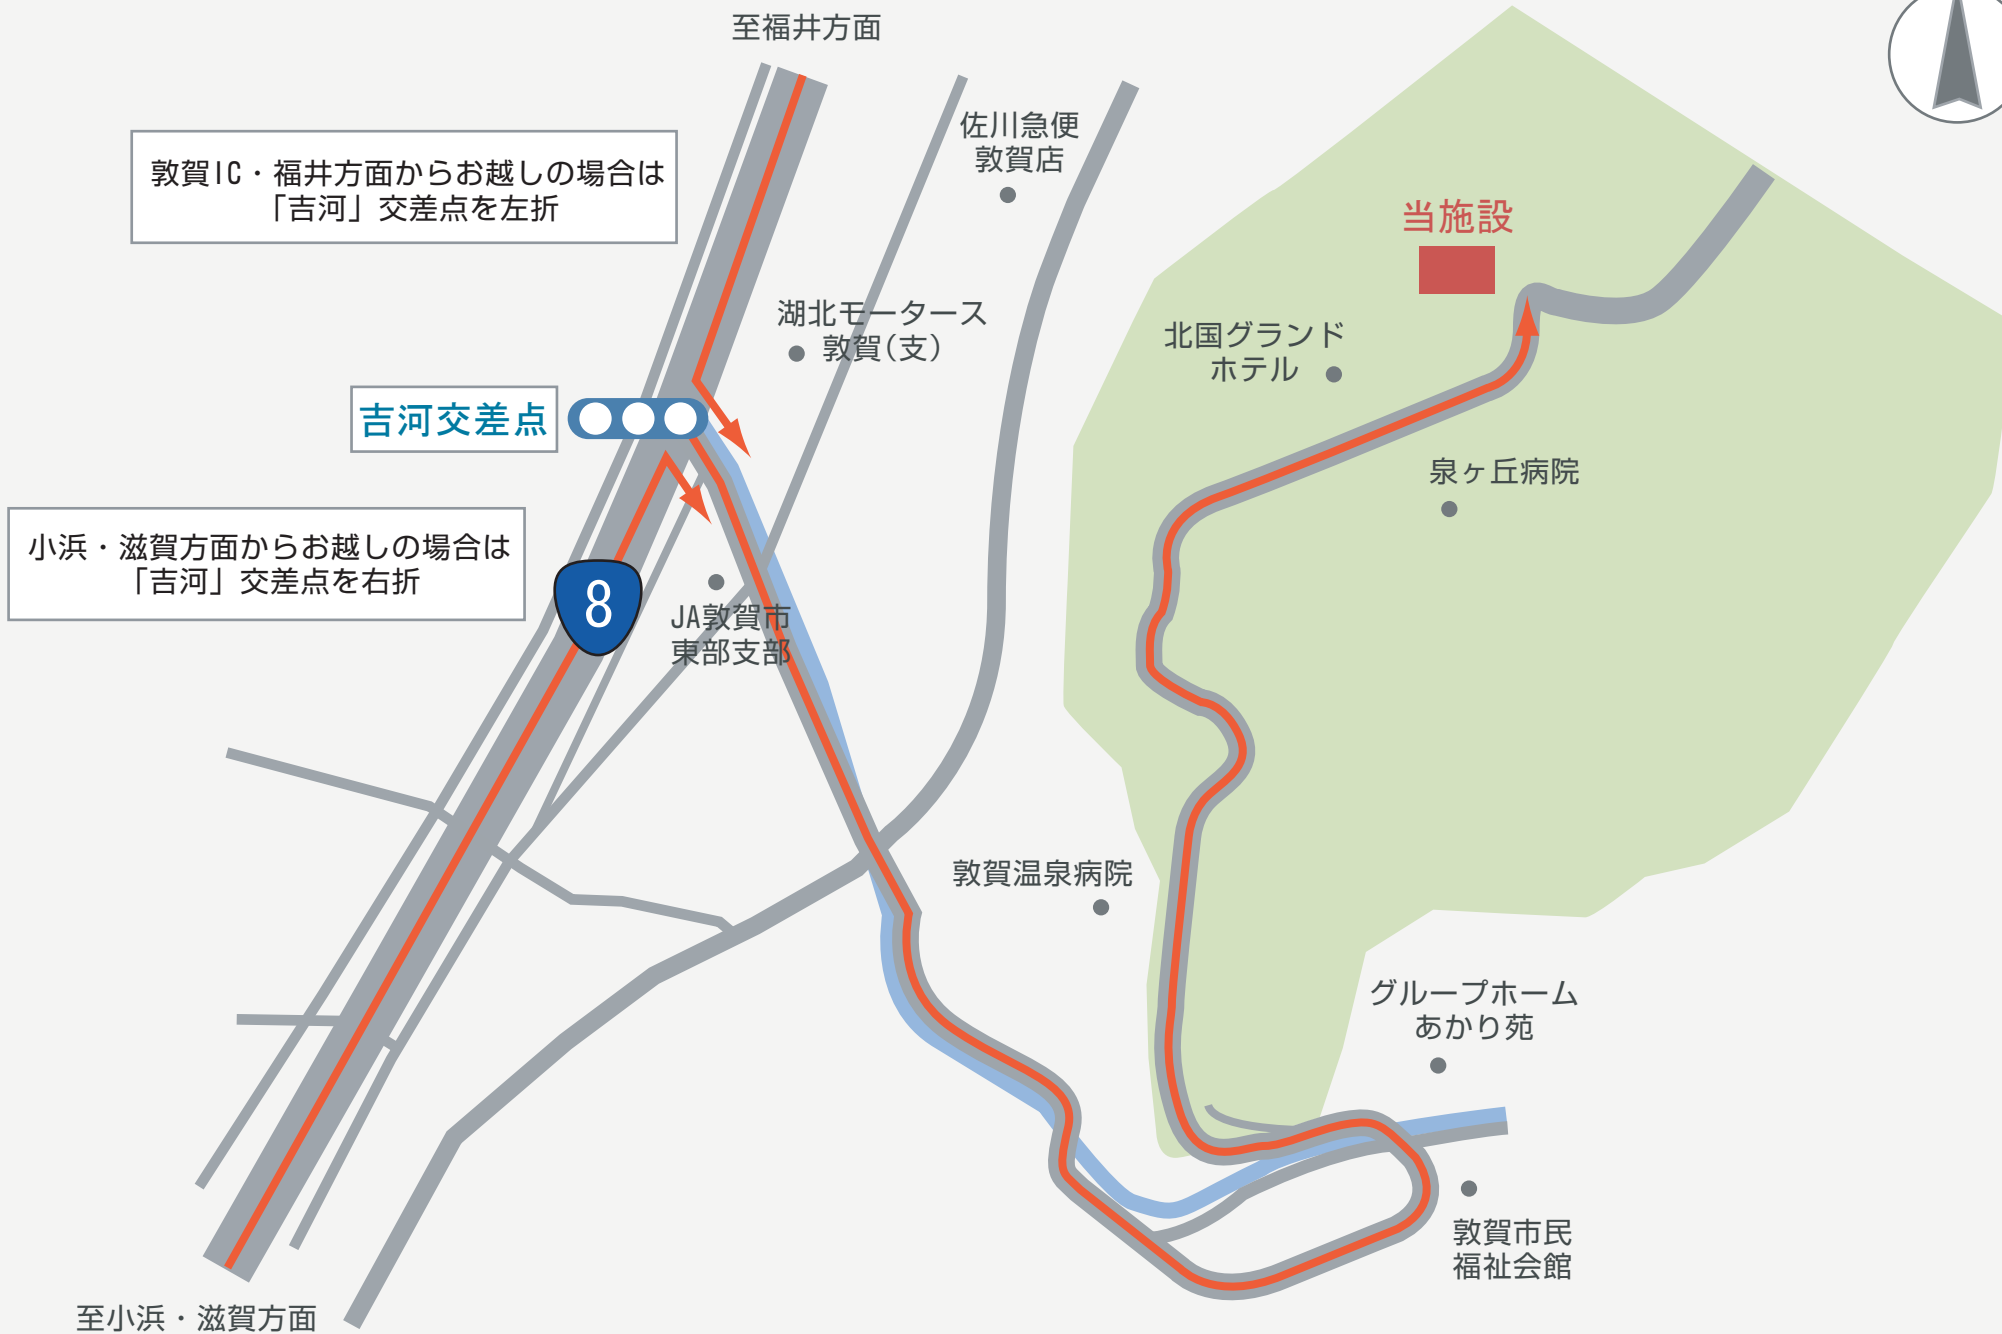 至福井方面
佐川急便
敦賀店
敦賀IC・福井方面からお越しの場合は
「吉河」交差点を左折
当施設
湖北モータース
敦賀(支)
北国グランド
ホテル
吉河交差点
泉ヶ丘病院
小浜・滋賀方面からお越しの場合は
「吉河」交差点を右折
8
JA敦賀市
東部支部
敦賀温泉病院
グループホーム
あかり苑
敦賀市民
福祉会館
至小浜・滋賀方面